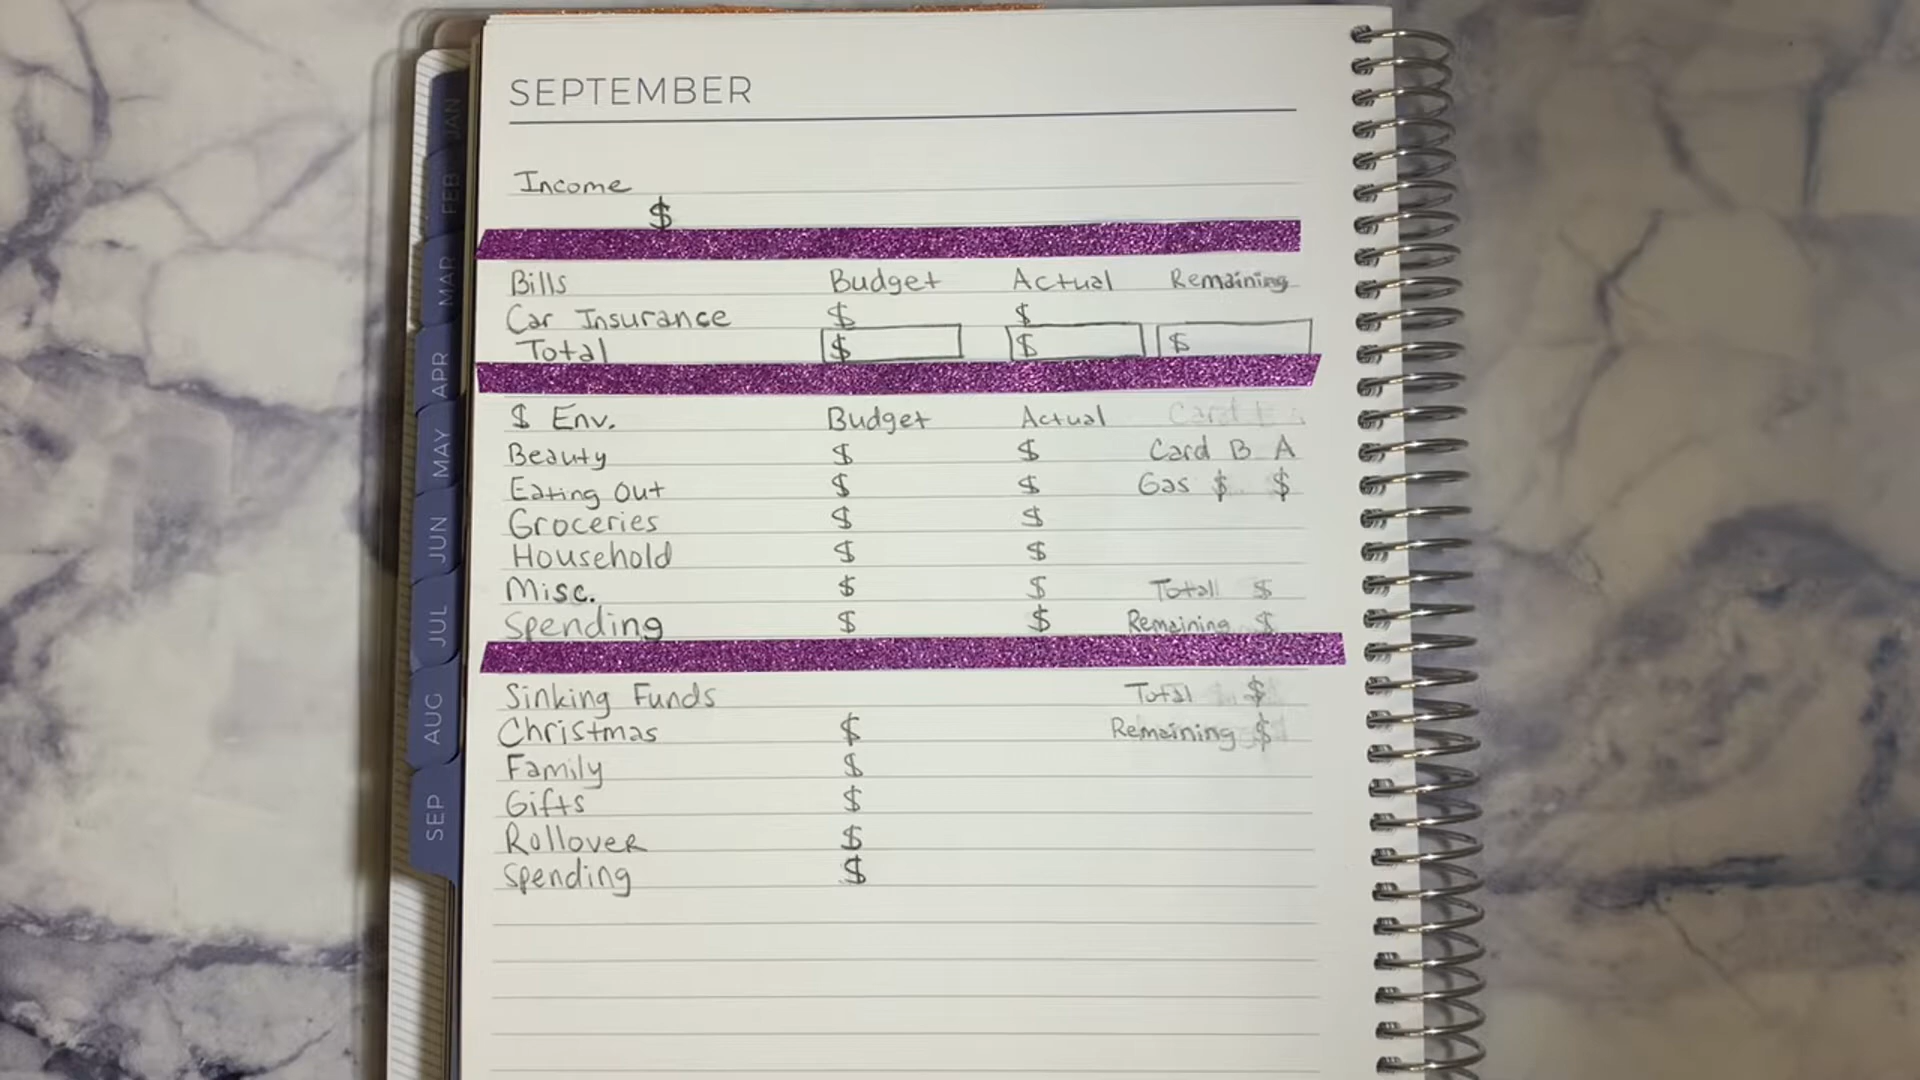 SEPTEMBER
Income
$
Bills Budget Actual Remaining
Car Insurance $ $
Total $ $ $
$ Env. Budget Actual Card
Beauty $ $ Card B A
Eating Out $ $ Gas $ $
Groceries $ $
Household $ $
Misc. $ $ Total $
Spending $ $ Remaining $
Sinking Funds Total $
Christmas $ Remaining $
Family $
Gifts $
Rollover $
Spending $
JAN
FEB
MAR
APR
MAY
JUN
JUL
AUG
SEP